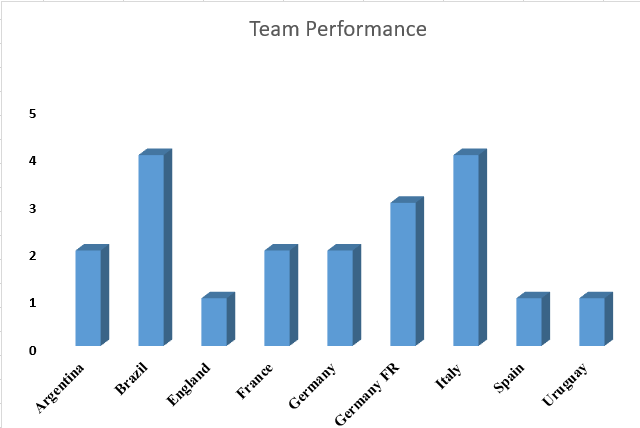 Team Performance
5
4
3
2
1
0
Argentina
Brazil
England
France
Germany
Germany FR
Italy
Spain
Uruguay